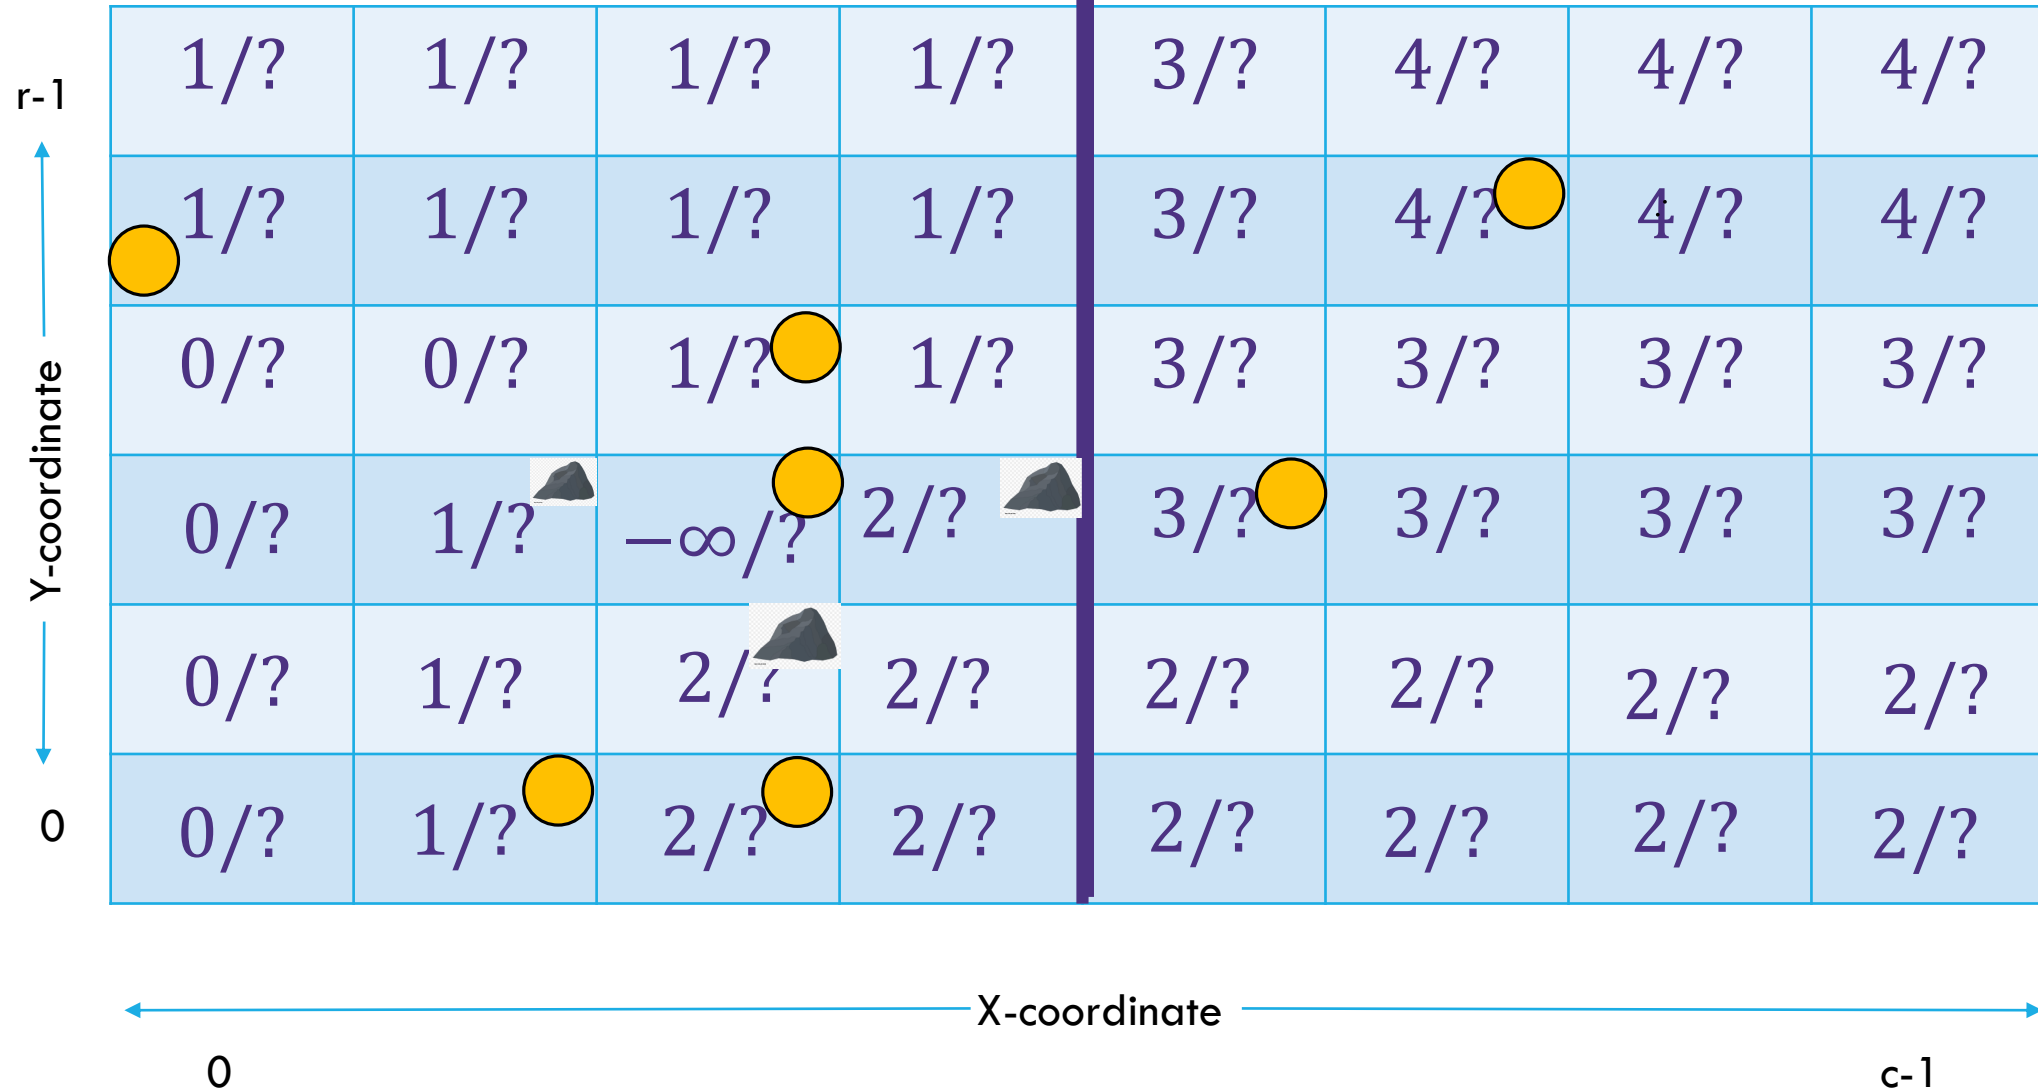 1/? 1/? 1/? 1/? 3/? 4/? 4/? 4/?
r-1
1/? 1/? 1/? 1/? 3/? 4/? 4/? 4/?
0/? 0/? 1/? 1/? 3/? 3/? 3/? 3/?
Y-coordinate
0/? 1/? −∞/? 2/? 3/? 3/? 3/? 3/?
0/? 1/? 2/? 2/? 2/? 2/? 2/? 2/?
0
0/? 1/? 2/? 2/? 2/? 2/? 2/? 2/?
X-coordinate
0 c-1